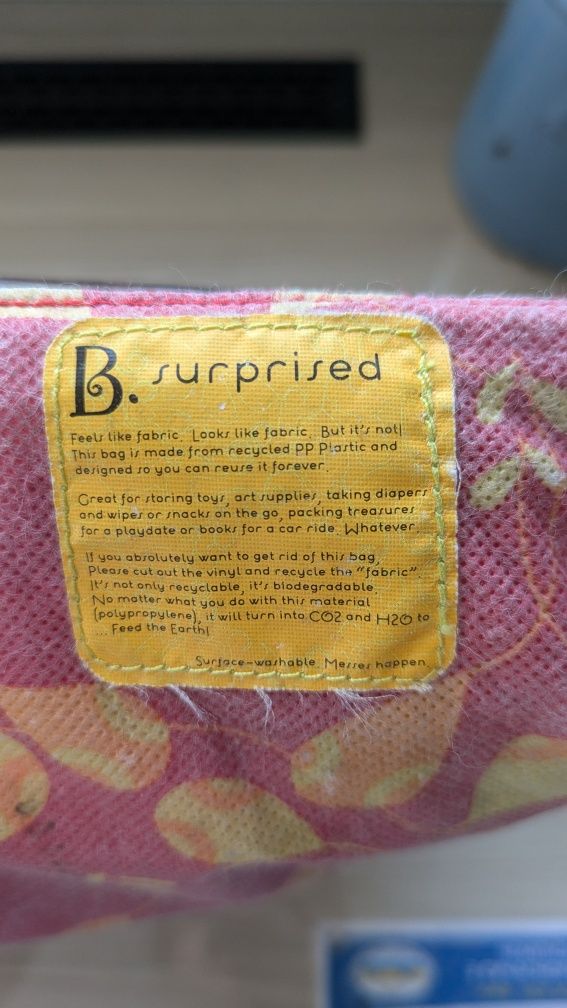 B. surprised
Feels like fabric. Looks like fabric. But it's not!
This bag is made from recycled PP Plastic and
designed so you can reuse it forever.
Great for storing toys, art supplies, taking diapers
and wipes or snacks on the go, packing treasures
for a playdate or books for a car ride. Whatever.
If you absolutely want to get rid of this bag,
Please cut out the vinyl and recycle the "fabric".
It's not only recyclable, it's biodegradable.
No matter what you do with this material
(polypropylene), it will turn into CO2 and H2O to
... Feed the Earth!
Surface-washable. Messes happen.